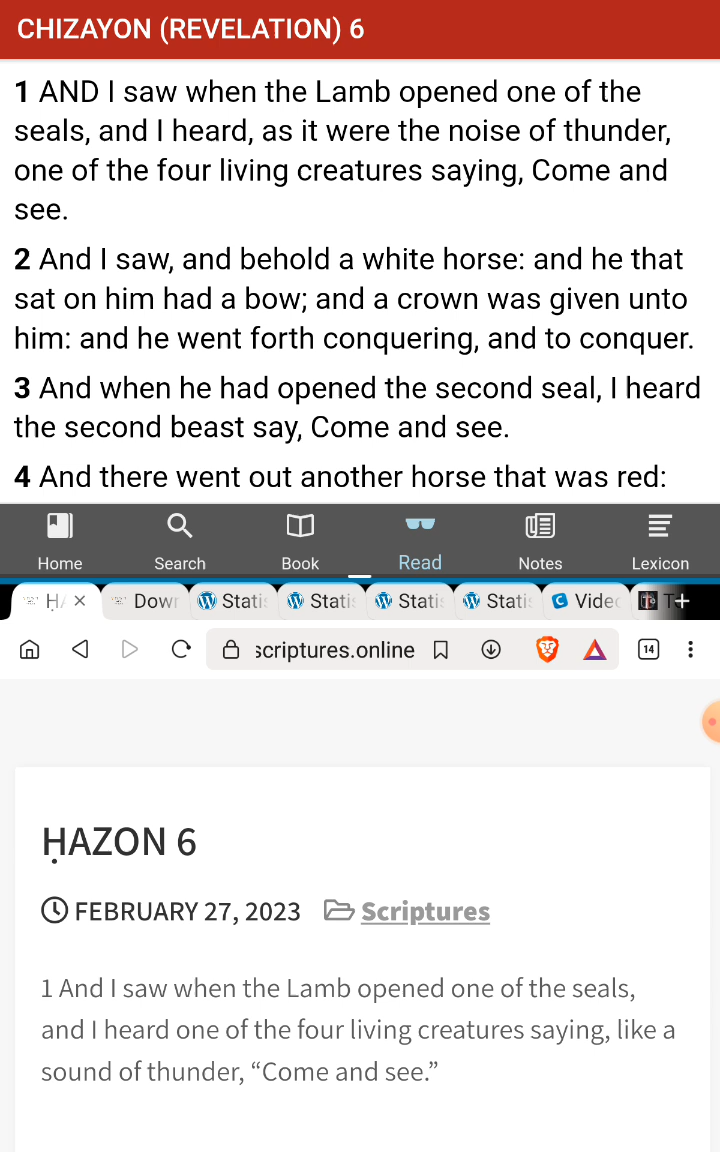 CHIZAYON (REVELATION) 6
1 AND I saw when the Lamb opened one of the
seals, and I heard, as it were the noise of thunder,
one of the four living creatures saying, Come and
see.
2 And I saw, and behold a white horse: and he that
sat on him had a bow; and a crown was given unto
him: and he went forth conquering, and to conquer.
3 And when he had opened the second seal, I heard
the second beast say, Come and see.
4 And there went out another horse that was red:
Home Search Book Read Notes Lexicon
Stati Stati Stati Stati
scriptures.online 14
ḤAZON 6
FEBRUARY 27, 2023 Scriptures
1 And I saw when the Lamb opened one of the seals,
and I heard one of the four living creatures saying, like a
sound of thunder, “Come and see.”